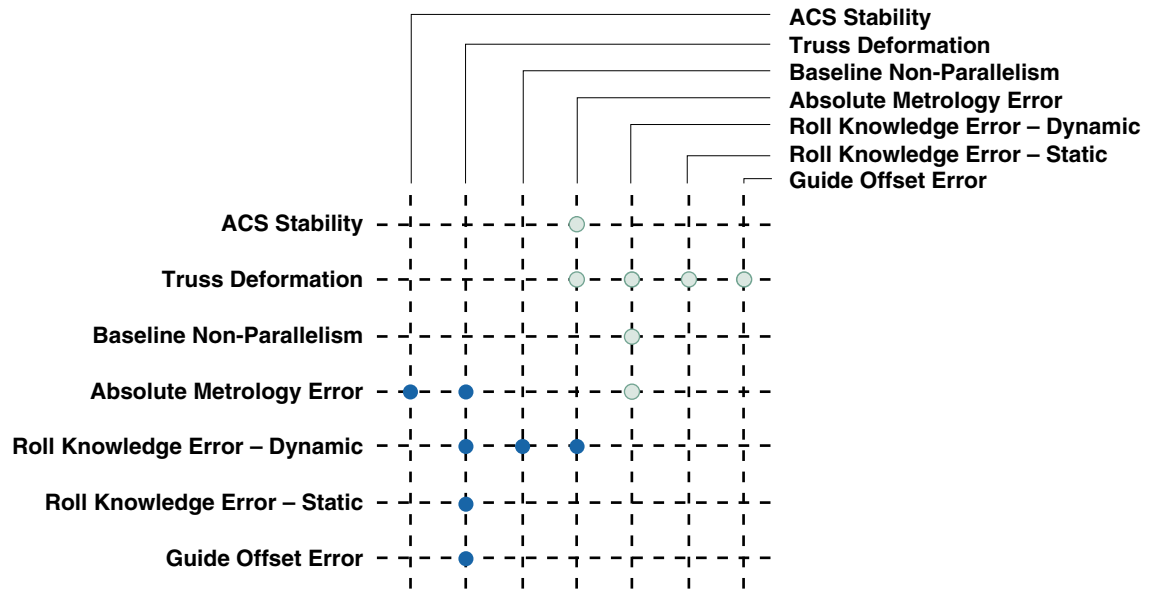 ACS Stability
Truss Deformation
Baseline Non-Parallelism
Absolute Metrology Error
Roll Knowledge Error – Dynamic
Roll Knowledge Error – Static
Guide Offset Error
ACS Stability
Truss Deformation
Baseline Non-Parallelism
Absolute Metrology Error
Roll Knowledge Error – Dynamic
Roll Knowledge Error – Static
Guide Offset Error